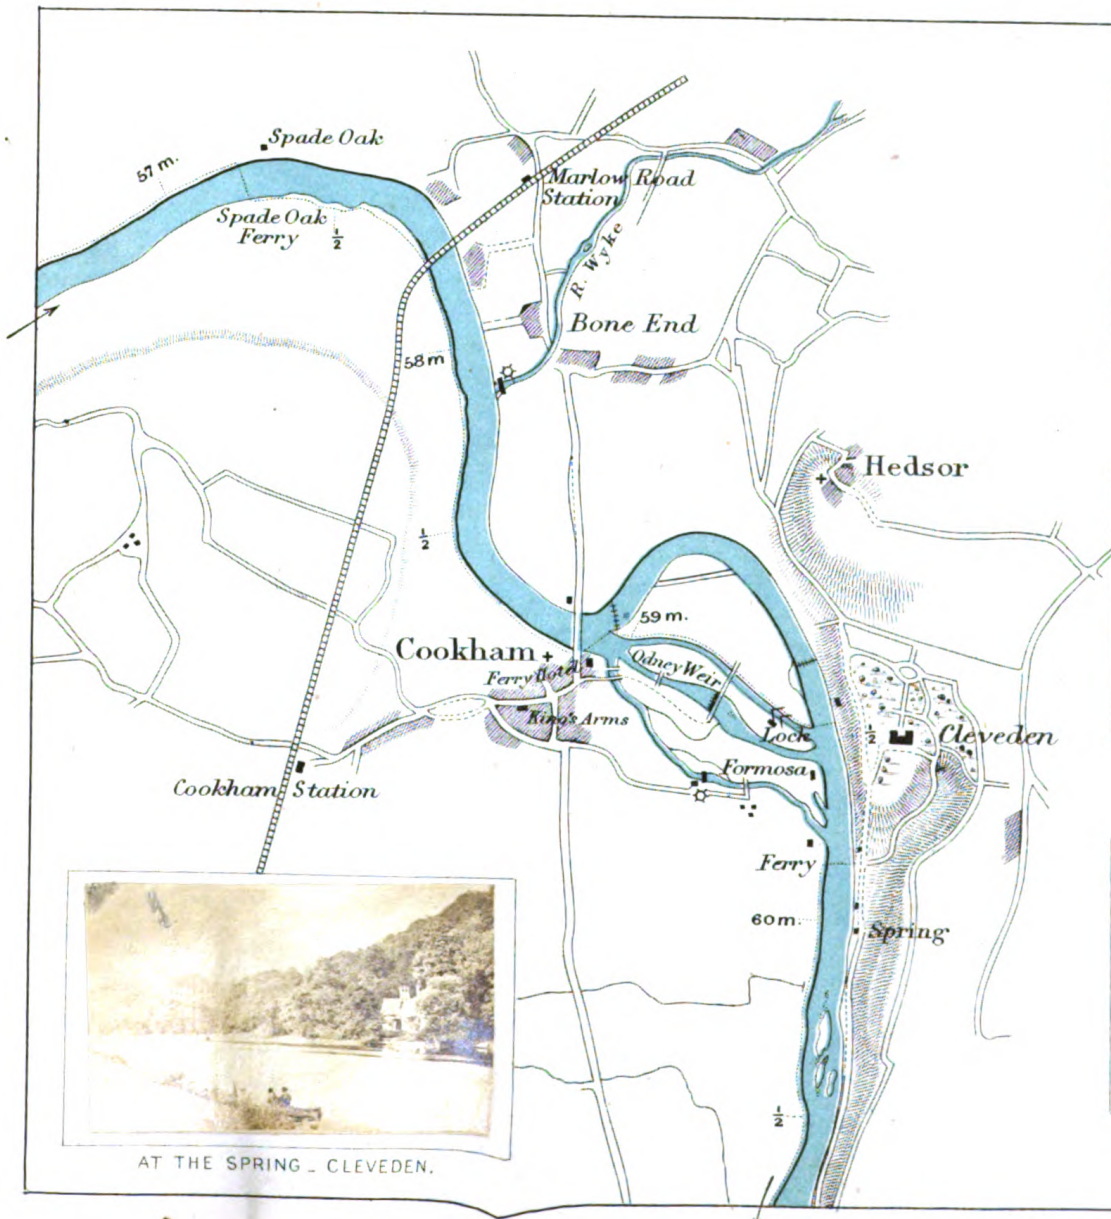 Spade Oak
57 m.
Marlow Road
Station
Spade Oak
Ferry
1/2
R. Wyke
Bone End
58 m
Hedsor
1/2
59 m.
Cookham
Odney Weir
Ferry Hotel
King's Arms
Lock
1/2
Cleveden
Formosa
Cookham Station
Ferry
60 m.
Spring
1/2
AT THE SPRING _ CLEVEDEN.